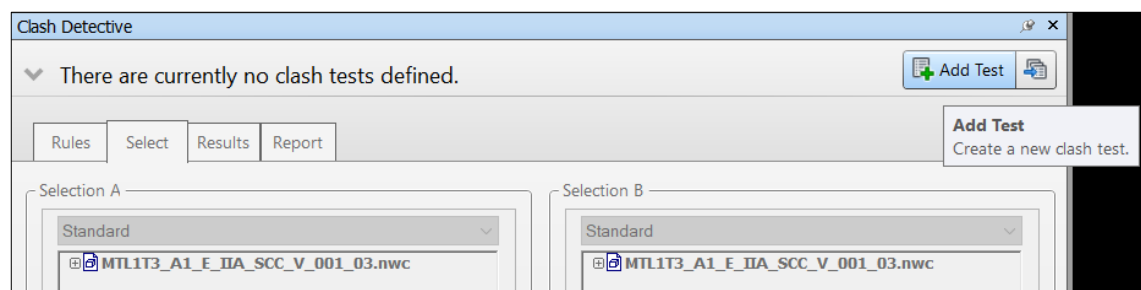 Clash Detective
There are currently no clash tests defined.
Add Test
Add Test
Create a new clash test.
Rules Select Results Report
Selection A
Selection B
Standard
Standard
MTL1T3_A1_E_IIA_SCC_V_001_03.nwc
MTL1T3_A1_E_IIA_SCC_V_001_03.nwc